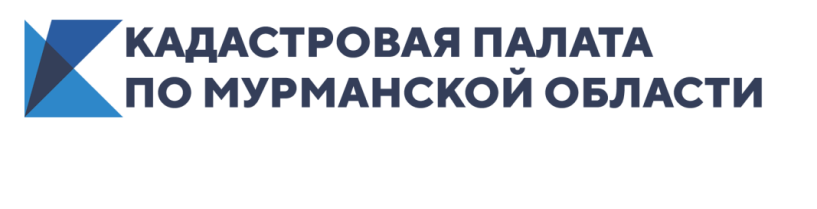 КАДАСТРОВАЯ ПАЛАТА
ПО МУРМАНСКОЙ ОБЛАСТИ